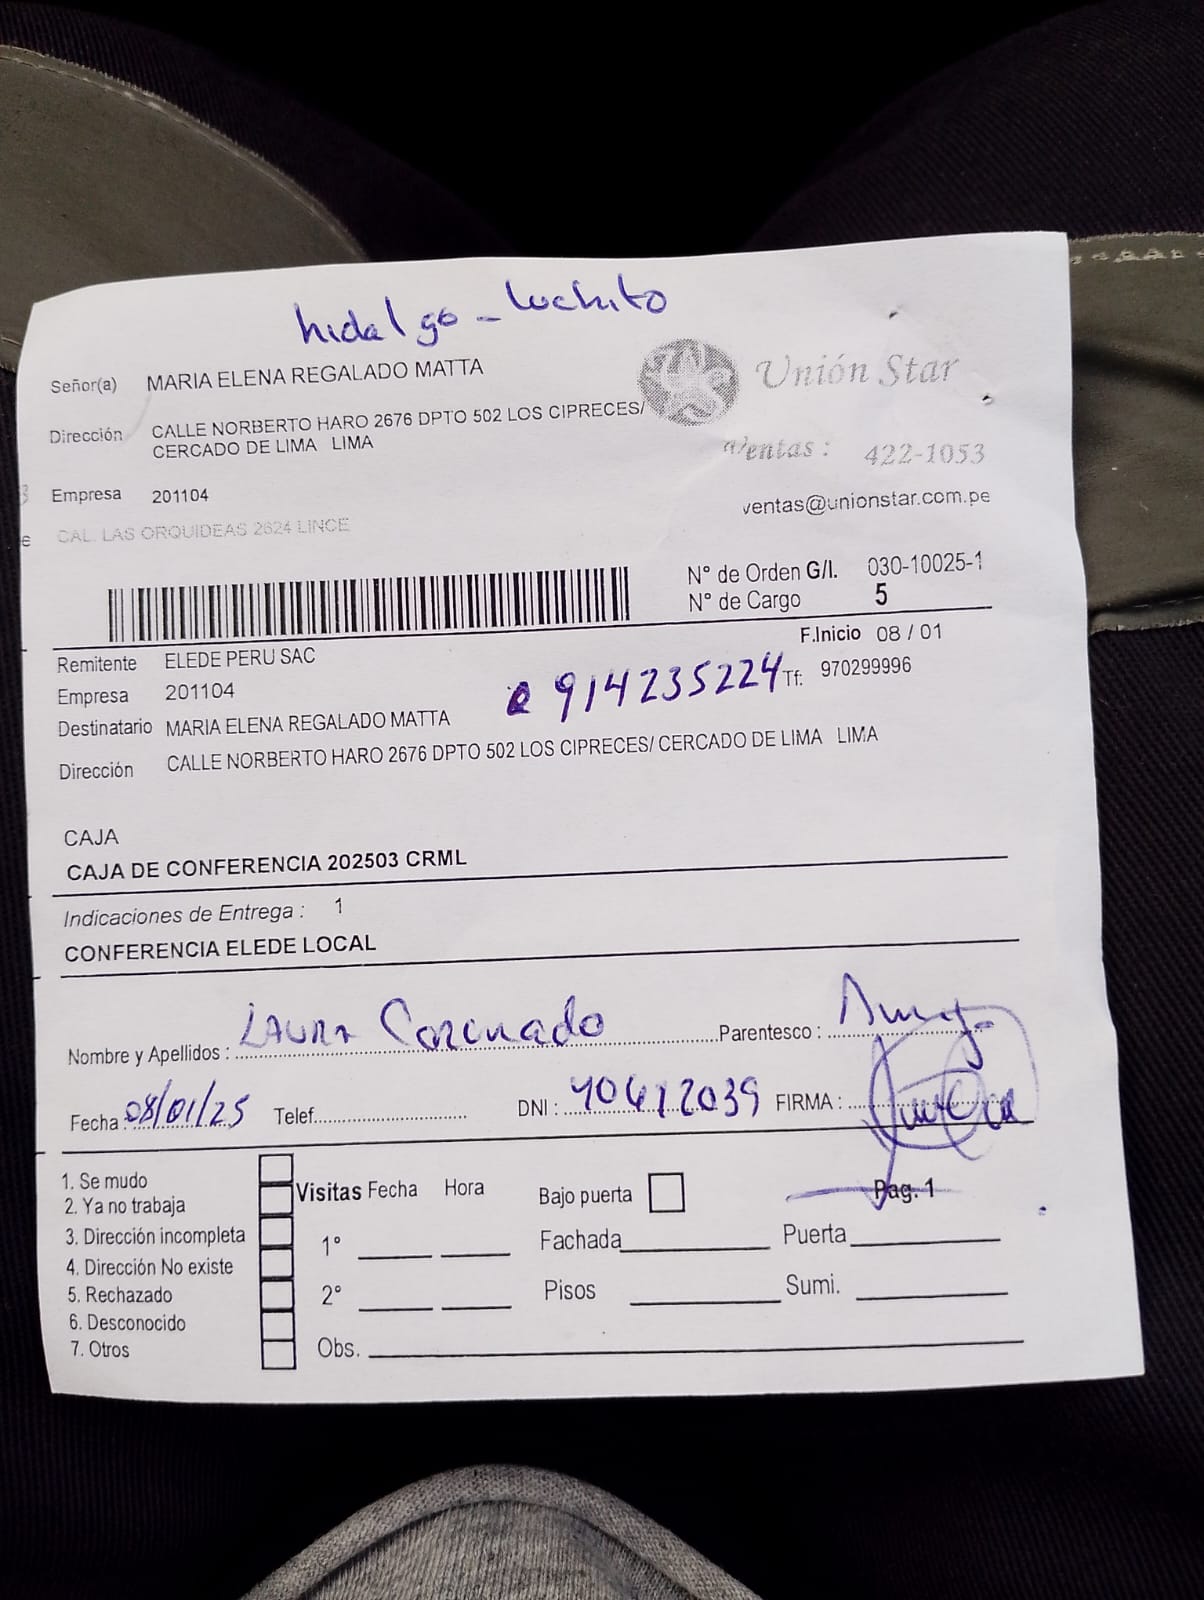 hidalgo - luchito
Señor(a) MARIA ELENA REGALADO MATTA
Unión Star
Dirección CALLE NORBERTO HARO 2676 DPTO 502 LOS CIPRECES/
CERCADO DE LIMA LIMA
Ventas : 422-1053
Empresa 201104
ventas@unionstar.com.pe
CAL. LAS ORQUIDEAS 2624 LINCE
N° de Orden G/I. 030-10025-1
N° de Cargo 5
F.Inicio 08 / 01
Remitente ELEDE PERU SAC
Empresa 201104
914235224 Tf: 970299996
Destinatario MARIA ELENA REGALADO MATTA
Dirección CALLE NORBERTO HARO 2676 DPTO 502 LOS CIPRECES/ CERCADO DE LIMA LIMA
CAJA
CAJA DE CONFERENCIA 202503 CRML
Indicaciones de Entrega : 1
CONFERENCIA ELEDE LOCAL
Nombre y Apellidos : LAURA Coronado Parentesco :
Fecha : 08/01/25 Telef. DNI : 40612039 FIRMA :
1. Se mudo
2. Ya no trabaja
3. Dirección incompleta
4. Dirección No existe
5. Rechazado
6. Desconocido
7. Otros
Visitas Fecha Hora
1°
2°
Obs.
Bajo puerta
Pag. 1
Fachada Puerta
Pisos Sumi.